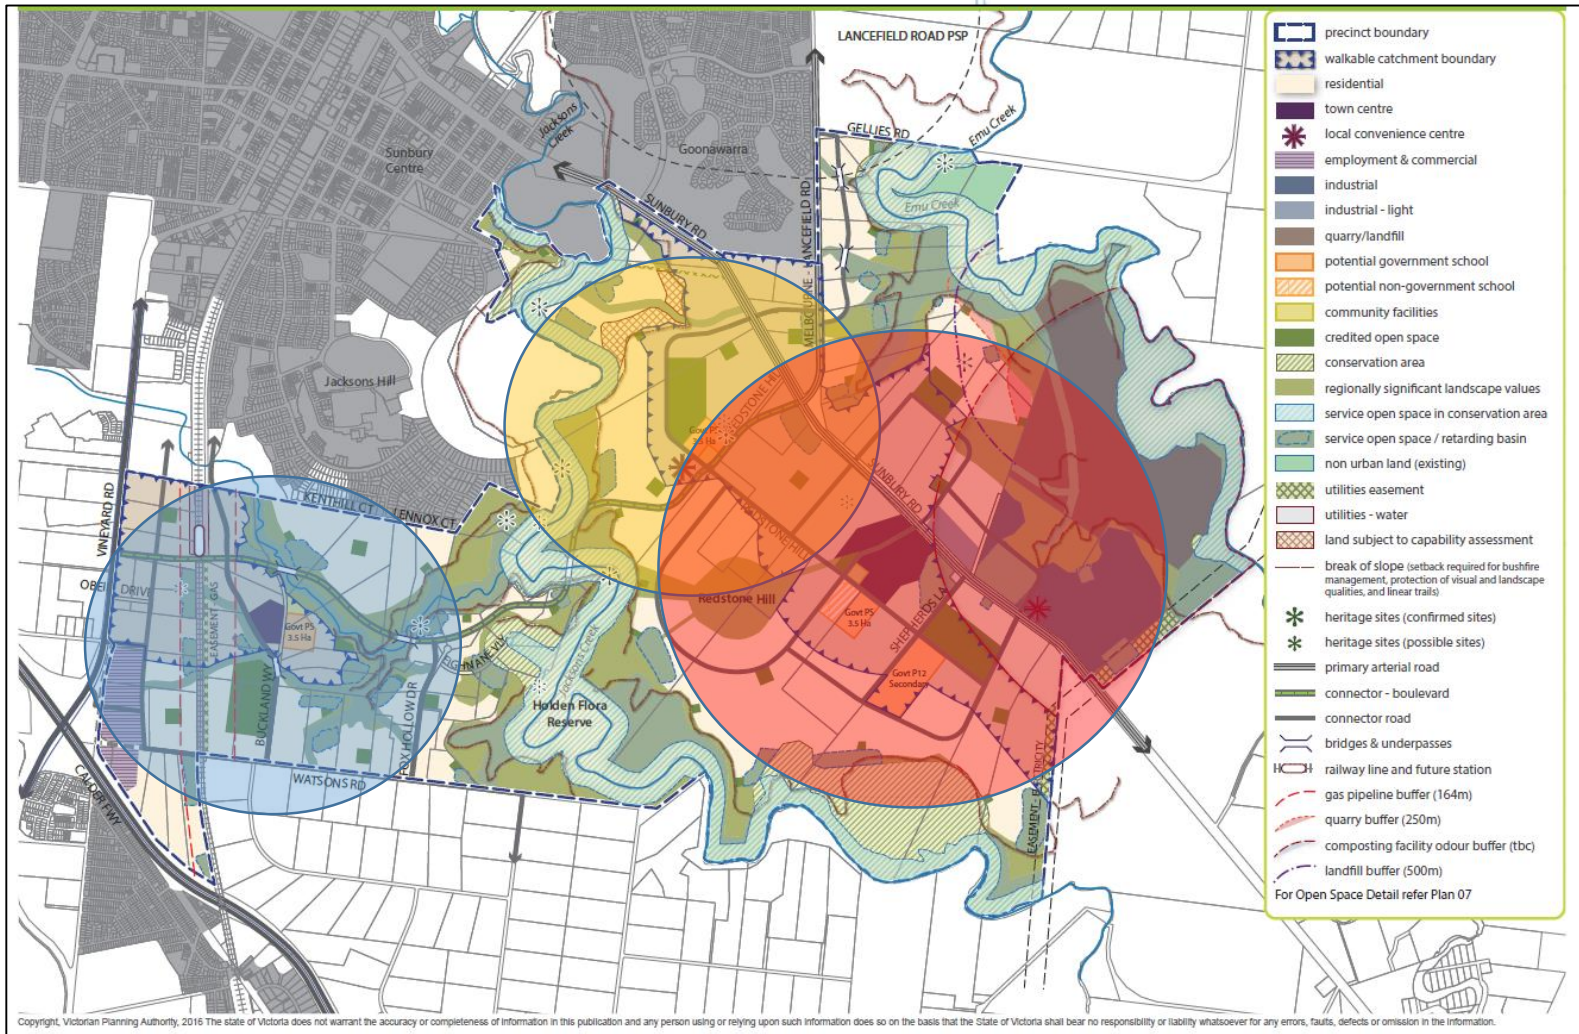 LANCEFIELD ROAD PSP
GELLIES RD
Emu Creek
Jacksons
Creek
Goonawarra
Sunbury
Centre
SUNBURY RD
MELBOURNE - LANCEFIELD RD
Emu Creek
Jacksons Hill
REDSTONE HILL
Govt P5
3.5 Ha
SUNBURY RD
VINEYARD RD
KENTHILL CT
LENNOX CT
REDSTONE HILL
DRIVE
EASEMENT - GAS
Govt P5
3.5 Ha
Redstone Hill
Govt P5
3.5 Ha
SHEPHERDS LA
Govt P12
Secondary
Jacksons Creek
Holden Flora
Reserve
BUCKLAND WY
FOX HOLLOW DR
WATSONS RD
CALDER FWY
EASEMENT - ELECTRICITY
precinct boundary
walkable catchment boundary
residential
town centre
local convenience centre
employment & commercial
industrial
industrial - light
quarry/landfill
potential government school
potential non-government school
community facilities
credited open space
conservation area
regionally significant landscape values
service open space in conservation area
service open space / retarding basin
non urban land (existing)
utilities easement
utilities - water
land subject to capability assessment
break of slope (setback required for bushfire
management, protection of visual and landscape
qualities, and linear trails)
heritage sites (confirmed sites)
heritage sites (possible sites)
primary arterial road
connector - boulevard
connector road
bridges & underpasses
railway line and future station
gas pipeline buffer (164m)
quarry buffer (250m)
composting facility odour buffer (tbc)
landfill buffer (500m)
For Open Space Detail refer Plan 07
Copyright, Victorian Planning Authority, 2016 The state of Victoria does not warrant the accuracy or completeness of information in this publication and any person using or relying upon such information does so on the basis that the State of Victoria shall bear no responsibility or liability whatsoever for any errors, faults, defects or omission in the information.